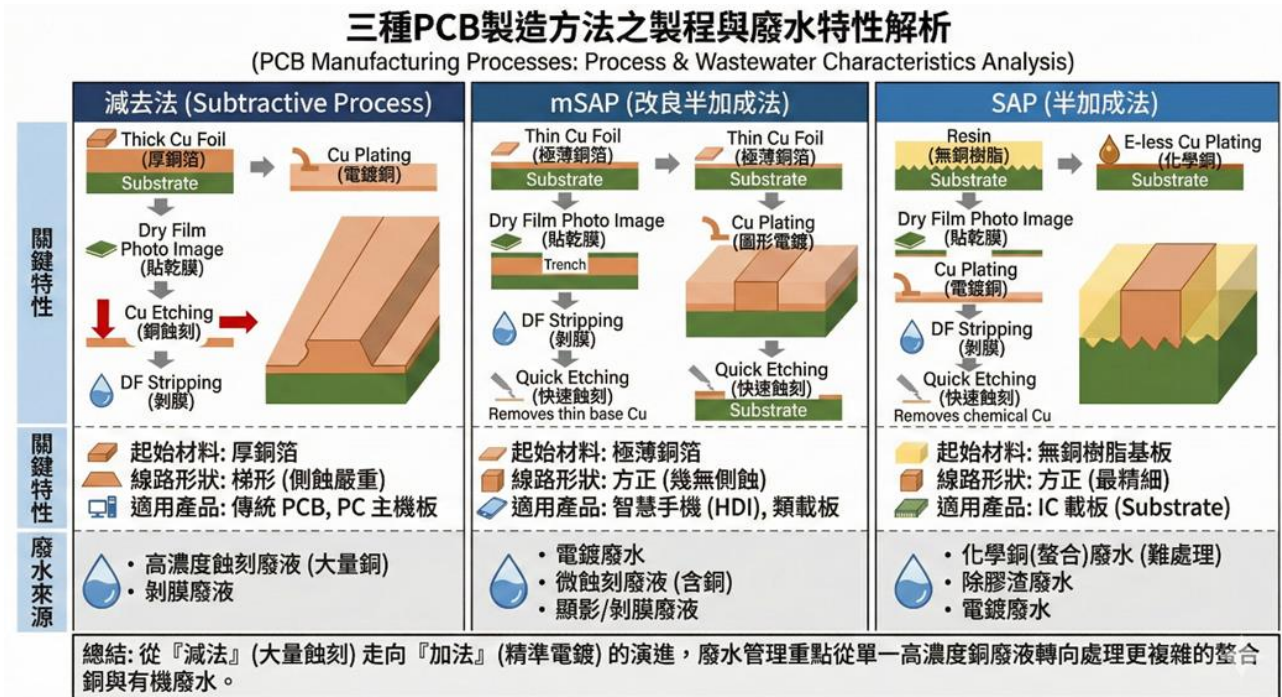 三種PCB製造方法之製程與廢水特性解析
(PCB Manufacturing Processes: Process & Wastewater Characteristics Analysis)
減去法 (Subtractive Process)
mSAP (改良半加成法)
SAP (半加成法)
關鍵特性
Thick Cu Foil
(厚銅箔)
Substrate
Cu Plating
(電鍍銅)
Dry Film
Photo Image
(貼乾膜)
Cu Etching
(銅蝕刻)
DF Stripping
(剝膜)
Thin Cu Foil
(極薄銅箔)
Substrate
Thin Cu Foil
(極薄銅箔)
Substrate
Dry Film Photo Image
(貼乾膜)
Trench
Cu Plating
(圖形電鍍)
DF Stripping
(剝膜)
Quick Etching
(快速蝕刻)
Removes thin base Cu
Quick Etching
(快速蝕刻)
Substrate
Resin
(無銅樹脂)
Substrate
E-less Cu Plating
(化學銅)
Substrate
Dry Film Photo Image
(貼乾膜)
Cu Plating
(電鍍銅)
DF Stripping
(剝膜)
Quick Etching
(快速蝕刻)
Removes chemical Cu
關鍵特性
起始材料: 厚銅箔
線路形狀: 梯形 (側蝕嚴重)
適用產品: 傳統 PCB, PC 主機板
起始材料: 極薄銅箔
線路形狀: 方正 (幾無側蝕)
適用產品: 智慧手機 (HDI), 類載板
起始材料: 無銅樹脂基板
線路形狀: 方正 (最精細)
適用產品: IC 載板 (Substrate)
廢水來源
• 高濃度蝕刻廢液 (大量銅)
• 剝膜廢液
• 電鍍廢水
• 微蝕刻廢液 (含銅)
• 顯影/剝膜廢液
• 化學銅(螯合)廢水 (難處理)
• 除膠渣廢水
• 電鍍廢水
總結: 從『減法』(大量蝕刻) 走向『加法』(精準電鍍) 的演進，廢水管理重點從單一高濃度銅廢液轉向處理更複雜的螯合
銅與有機廢水。